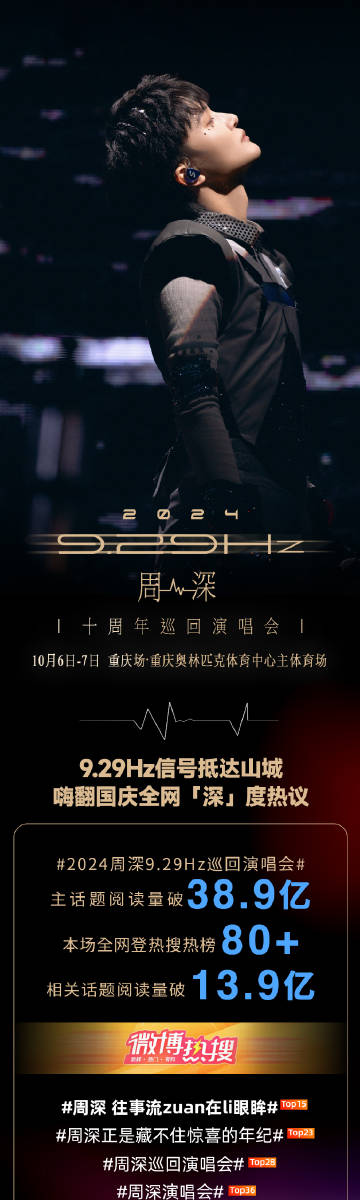 2024
9.29Hz
周深
十周年巡回演唱会
10月6日-7日 重庆场·重庆奥林匹克体育中心主体育场
9.29Hz信号抵达山城
嗨翻国庆全网「深」度热议
#2024周深9.29Hz巡回演唱会#
主话题阅读量破38.9亿
本场全网登热搜热榜80+
相关话题阅读量破13.9亿
微博热搜
#周深 往事流zuan在li眼眸# Top15
#周深正是藏不住惊喜的年纪# Top23
#周深巡回演唱会# Top28
#周深演唱会# Top36